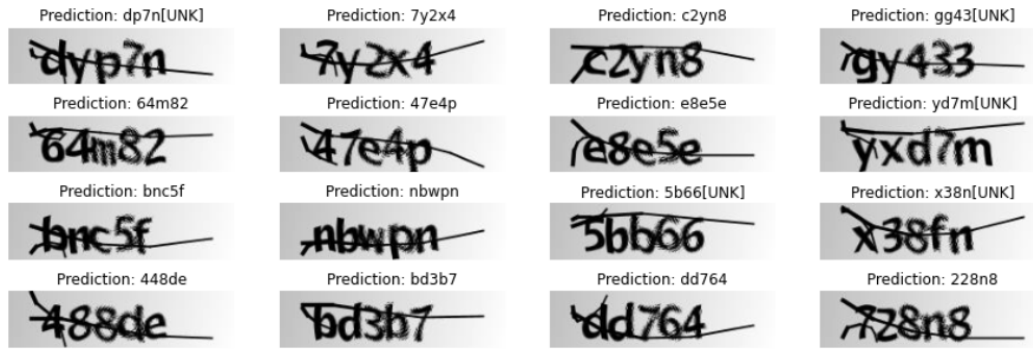 Prediction: dp7n[UNK] Prediction: 7y2x4 Prediction: c2yn8 Prediction: gg43[UNK]
dyp7n 7y2x4 c2yn8 gy433
Prediction: 64m82 Prediction: 47e4p Prediction: e8e5e Prediction: yd7m[UNK]
64m82 47e4p e8e5e yxd7m
Prediction: bnc5f Prediction: nbwpn Prediction: 5b66[UNK] Prediction: x38n[UNK]
bnc5f nbwpn 5bb66 x38fn
Prediction: 448de Prediction: bd3b7 Prediction: dd764 Prediction: 228n8
488de bd3b7 dd764 728n8